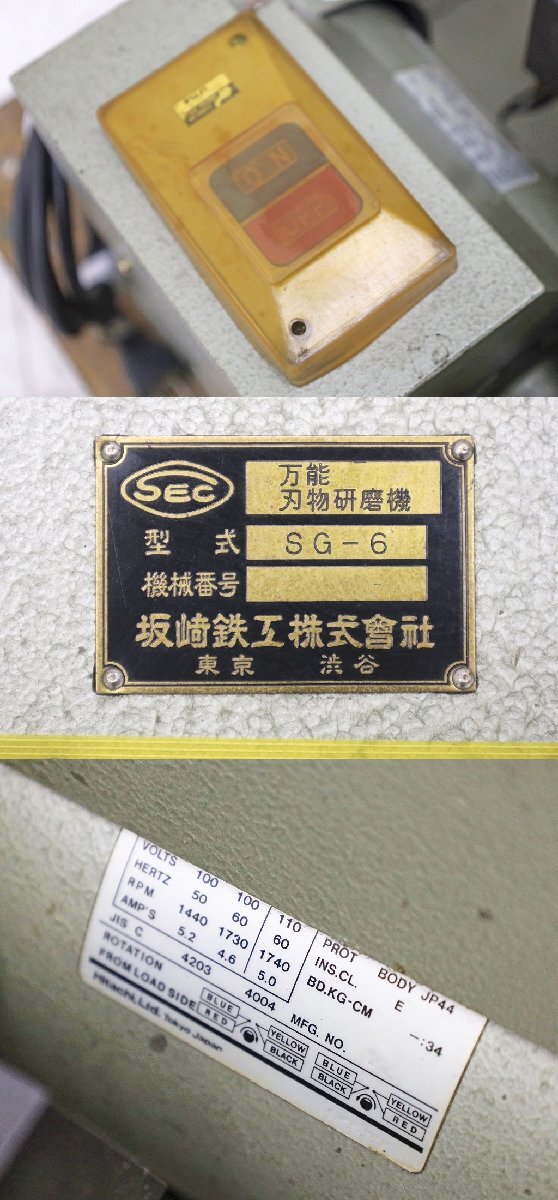 ON
OFF
SEC
万能
刃物研磨機
型式
SG-6
機械番号
坂崎鉄工株式會社
東京 渋谷
VOLTS 100 100 110
HERTZ 50 60 60
RPM 1440 1730 1740
AMP'S 5.2 4.6 5.0
JIS C 4203 4004
ROTATION
FROM LOAD SIDE
PROT BODY JP44
INS.CL. E
BD.KG-CM -:34
MFG. NO.
BLUE
RED
YELLOW
BLACK
BLUE
BLACK
YELLOW
RED
Hitachi, Ltd. Tokyo Japan